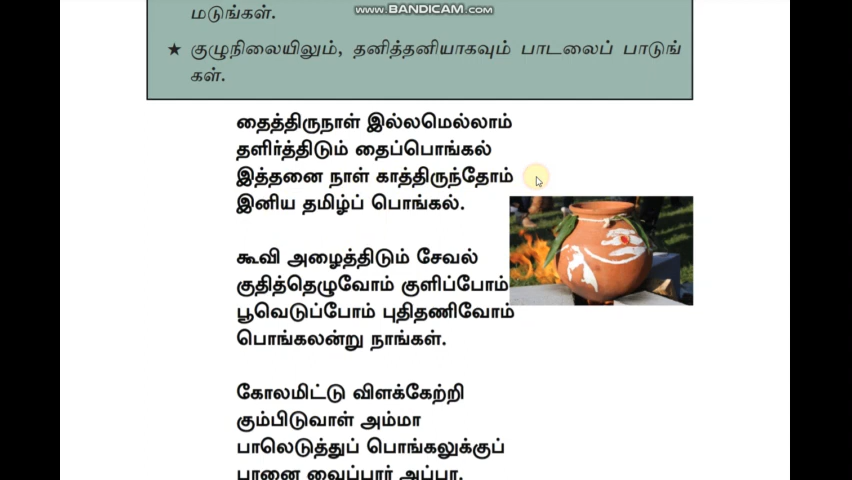 மடுங்கள்.
www.BANDICAM.com
★ குழுநிலையிலும், தனித்தனியாகவும் பாடலைப் பாடுங்
கள்.
தைத்திருநாள் இல்லமெல்லாம்
தளிர்த்திடும் தைப்பொங்கல்
இத்தனை நாள் காத்திருந்தோம்
இனிய தமிழ்ப் பொங்கல்.
கூவி அழைத்திடும் சேவல்
குதித்தெழுவோம் குளிப்போம்
பூவெடுப்போம் புதிதணிவோம்
பொங்கலன்று நாங்கள்.
கோலமிட்டு விளக்கேற்றி
கும்பிடுவாள் அம்மா
பாலெடுத்துப் பொங்கலுக்குப்
பானை வைப்பார் அப்பா.